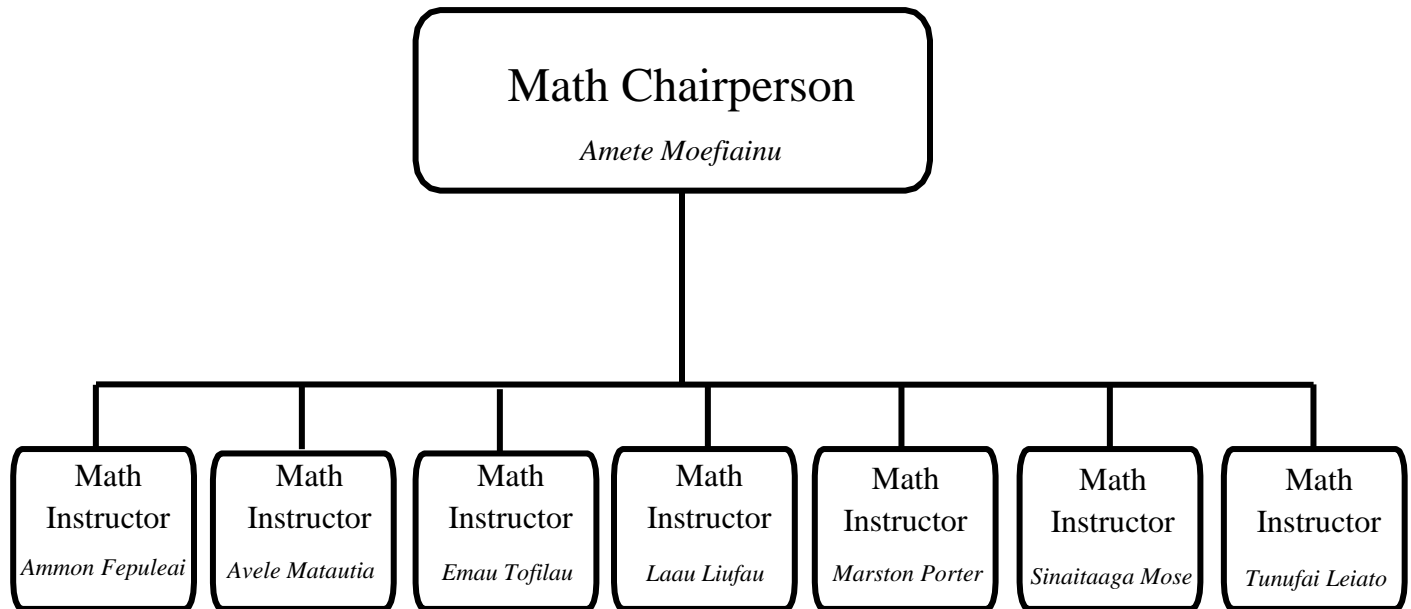 Math Chairperson
Amete Moefiainu
Math
Instructor
Ammon Fepuleai
Math
Instructor
Avele Matautia
Math
Instructor
Emau Tofilau
Math
Instructor
Laau Liufau
Math
Instructor
Marston Porter
Math
Instructor
Sinaitaaga Mose
Math
Instructor
Tunufai Leiato